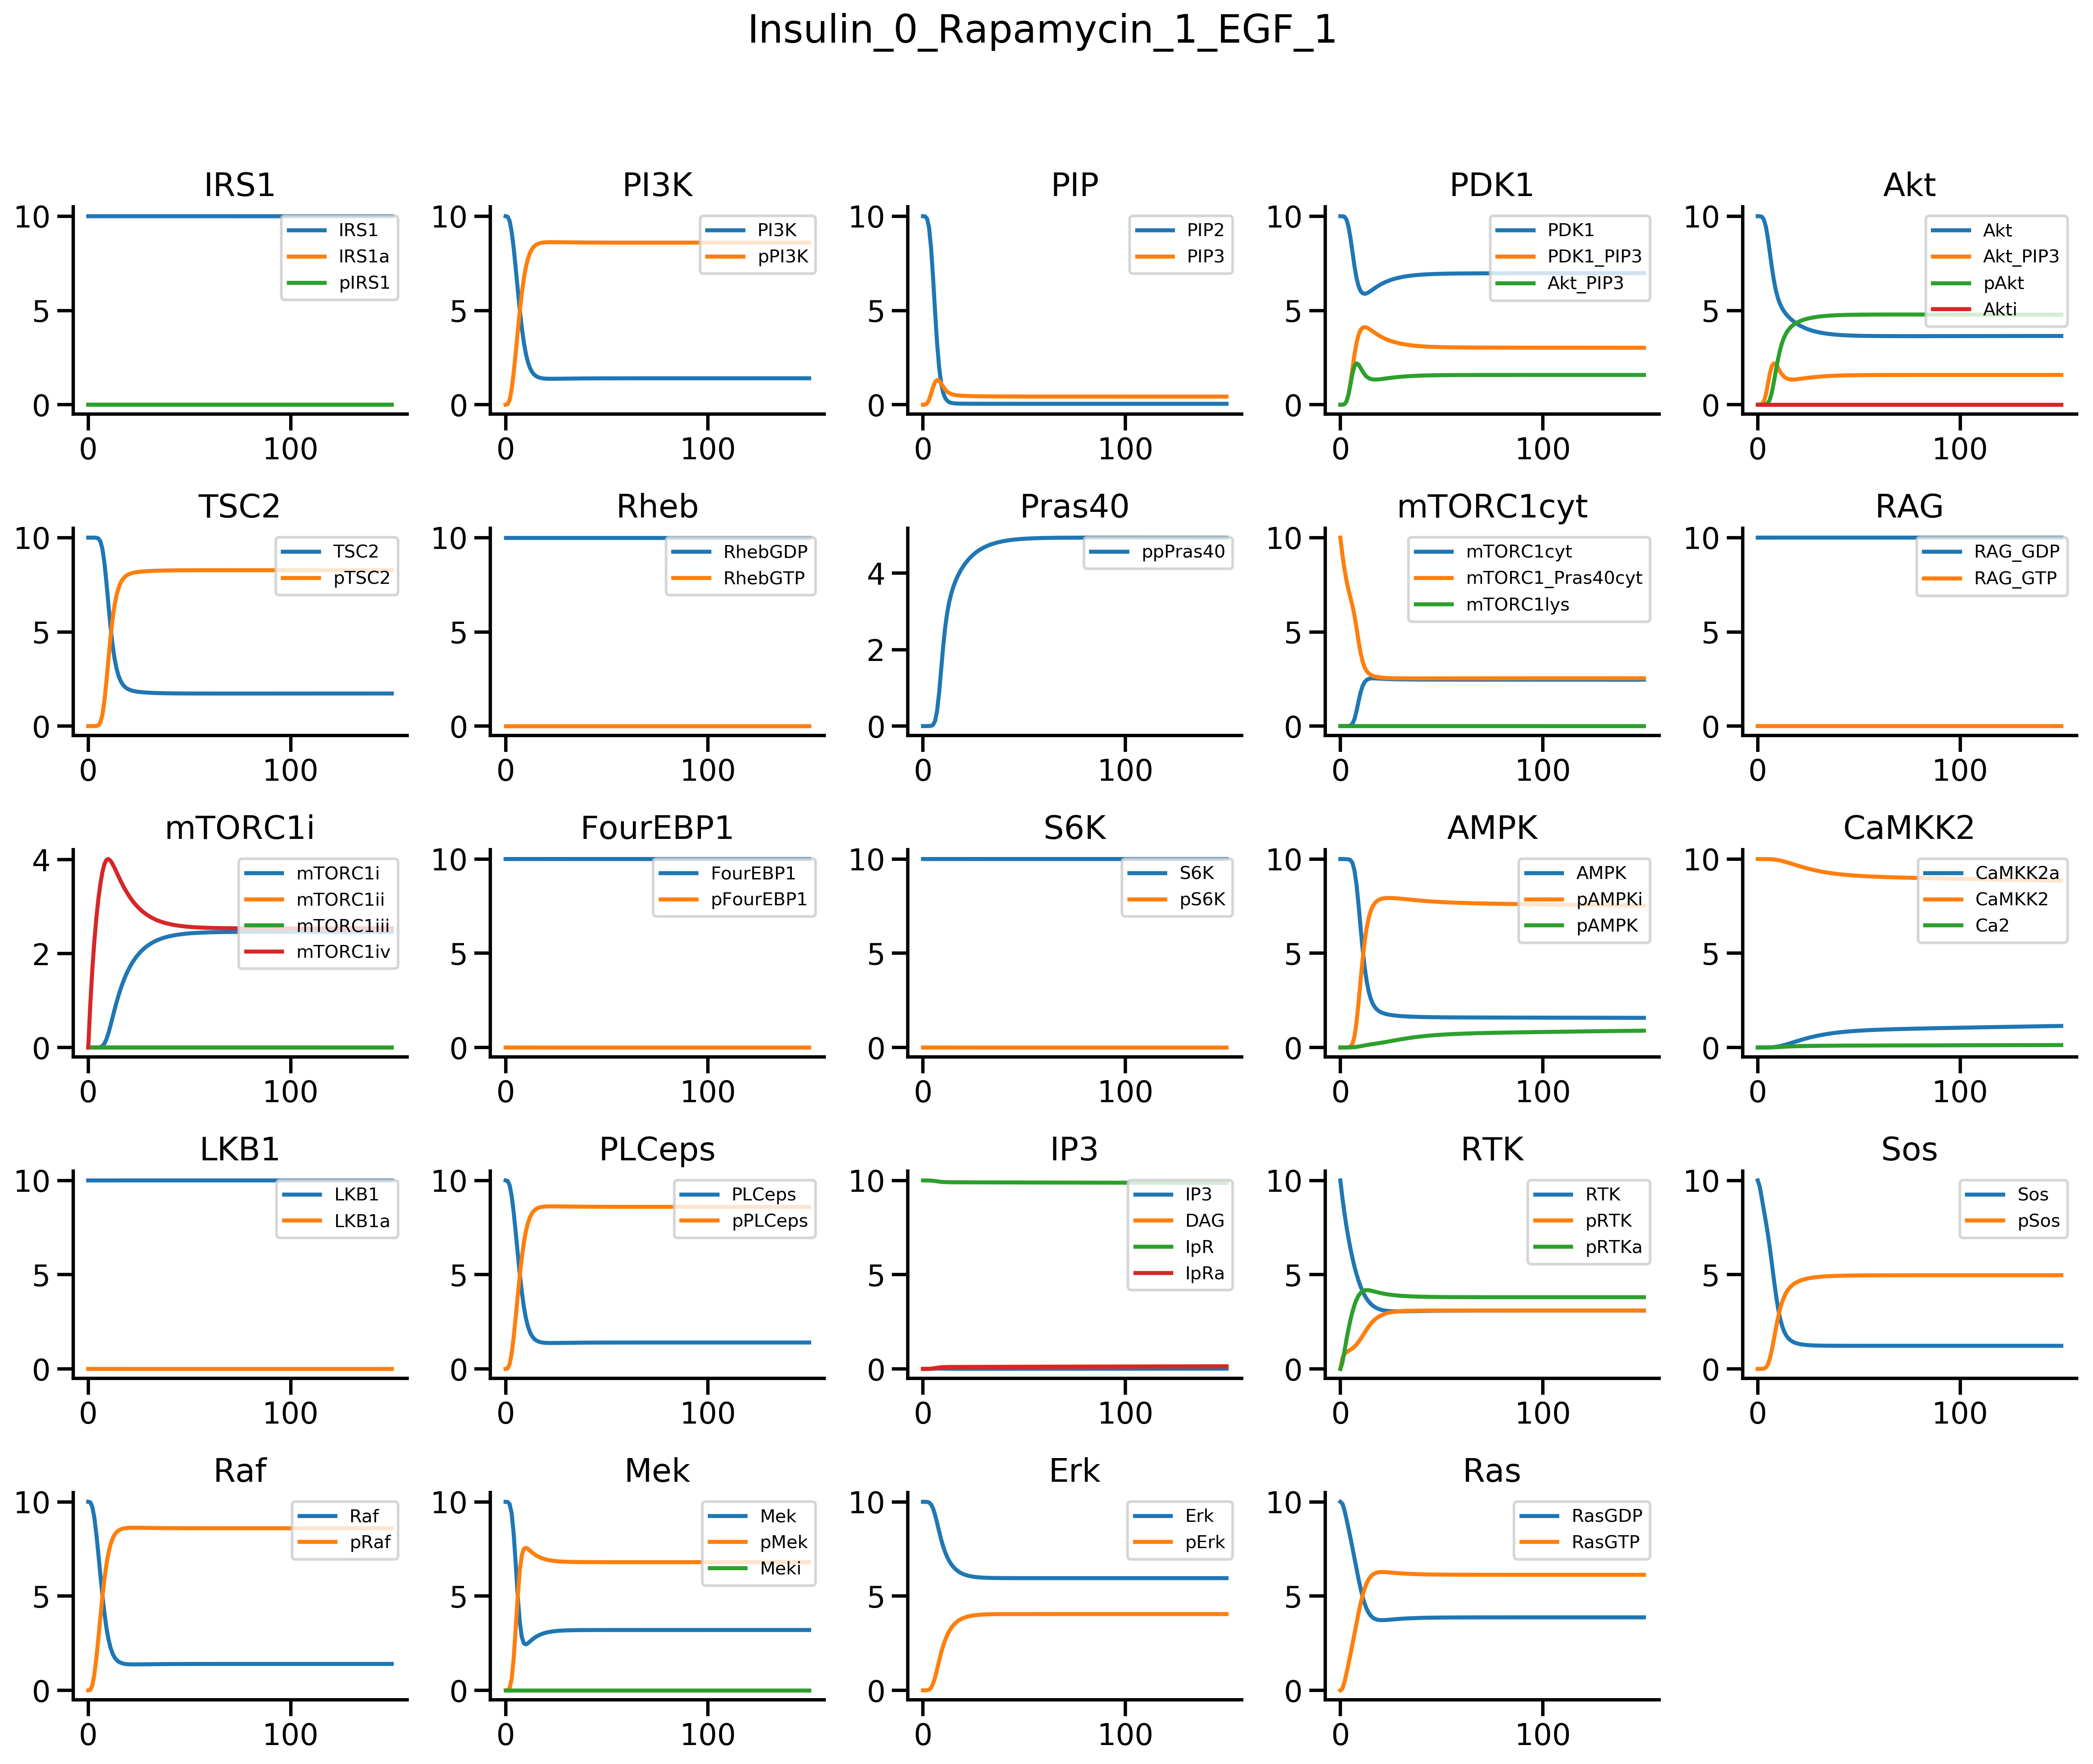 Insulin_0_Rapamycin_1_EGF_1
IRS1
10
5
0
0
100
IRS1
IRS1a
pIRS1
PI3K
10
5
0
0
100
PI3K
pPI3K
PIP
10
5
0
0
100
PIP2
PIP3
PDK1
10
5
0
0
100
PDK1
PDK1_PIP3
Akt_PIP3
Akt
10
5
0
0
100
Akt
Akt_PIP3
pAkt
Akti
TSC2
10
5
0
0
100
TSC2
pTSC2
Rheb
10
5
0
0
100
RhebGDP
RhebGTP
Pras40
4
2
0
0
100
ppPras40
mTORC1cyt
10
5
0
0
100
mTORC1cyt
mTORC1_Pras40cyt
mTORC1lys
RAG
10
5
0
0
100
RAG_GDP
RAG_GTP
mTORC1i
4
2
0
0
100
mTORC1i
mTORC1ii
mTORC1iii
mTORC1iv
FourEBP1
10
5
0
0
100
FourEBP1
pFourEBP1
S6K
10
5
0
0
100
S6K
pS6K
AMPK
10
5
0
0
100
AMPK
pAMPKi
pAMPK
CaMKK2
10
5
0
0
100
CaMKK2a
CaMKK2
Ca2
LKB1
10
5
0
0
100
LKB1
LKB1a
PLCeps
10
5
0
0
100
PLCeps
pPLCeps
IP3
10
5
0
0
100
IP3
DAG
IpR
IpRa
RTK
10
5
0
0
100
RTK
pRTK
pRTKa
Sos
10
5
0
0
100
Sos
pSos
Raf
10
5
0
0
100
Raf
pRaf
Mek
10
5
0
0
100
Mek
pMek
Meki
Erk
10
5
0
0
100
Erk
pErk
Ras
10
5
0
0
100
RasGDP
RasGTP